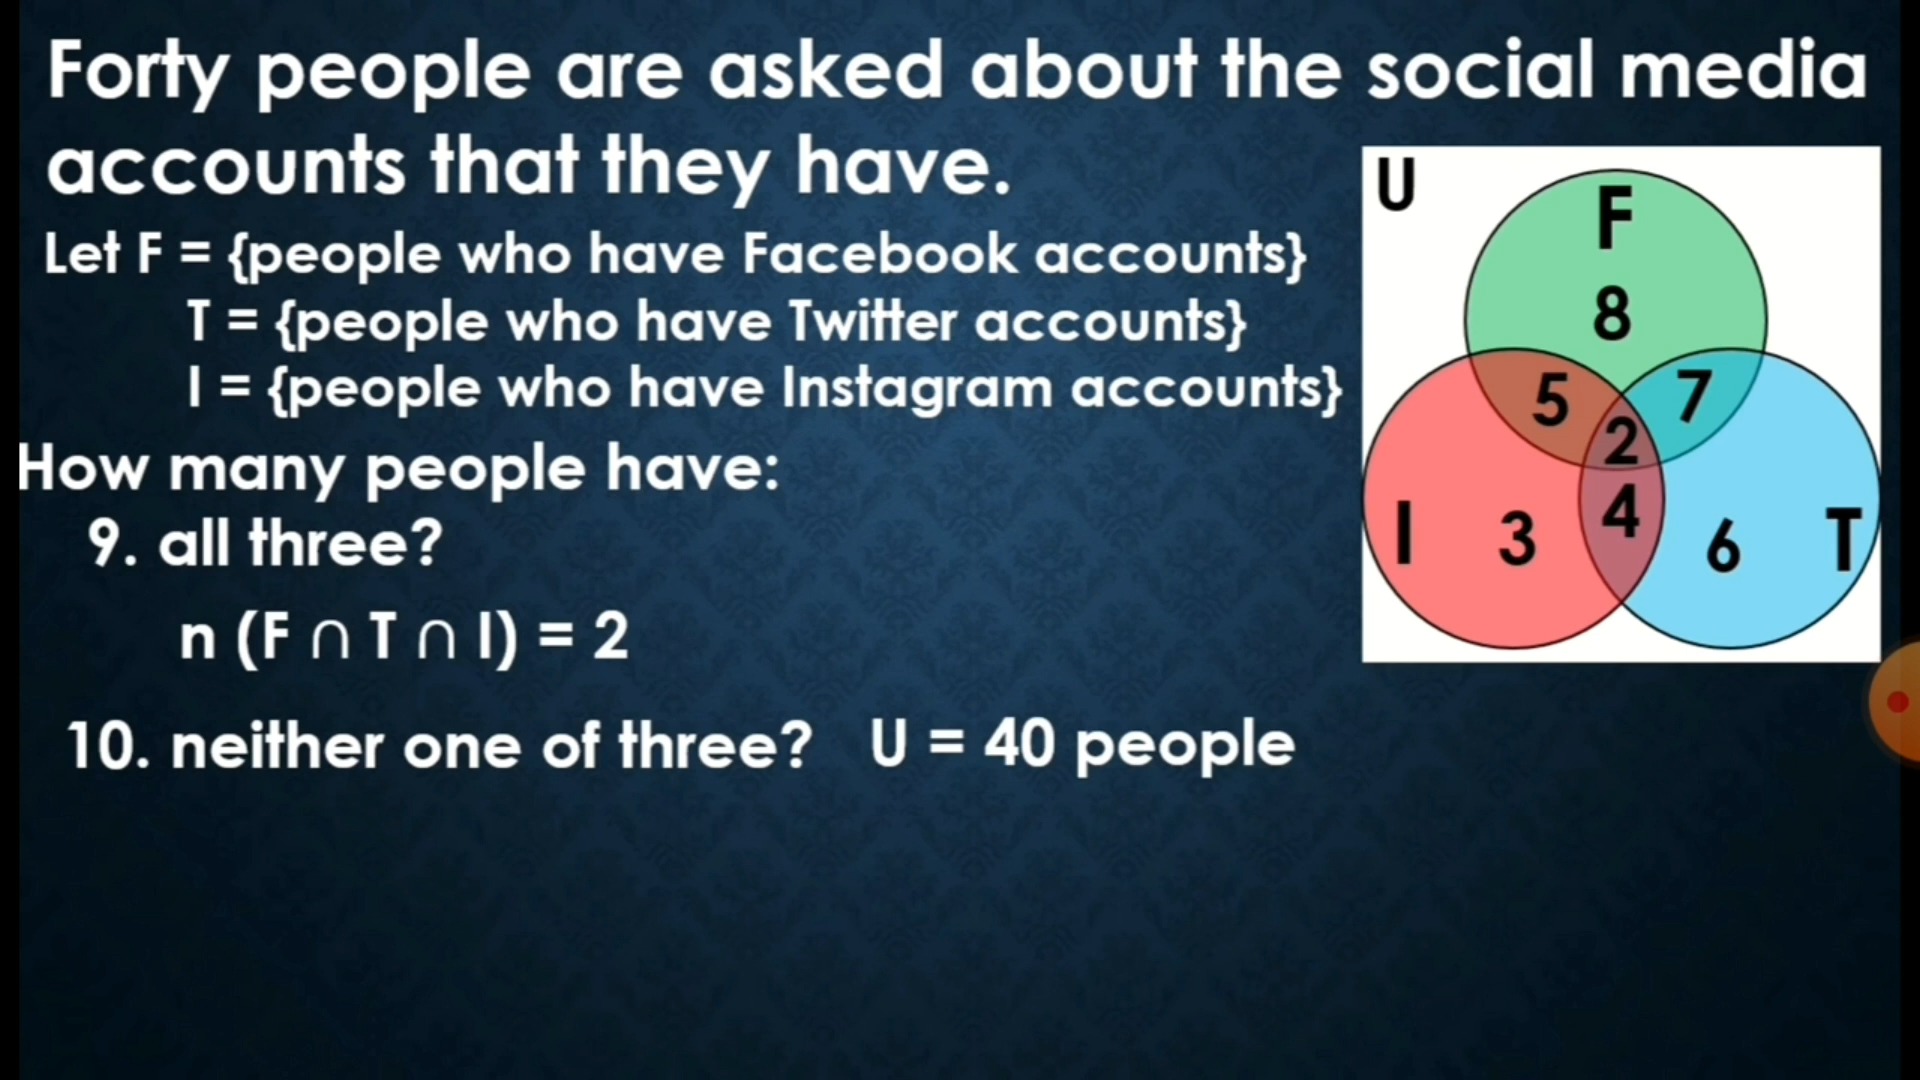 Forty people are asked about the social media
accounts that they have.
Let F = {people who have Facebook accounts}
T = {people who have Twitter accounts}
I = {people who have Instagram accounts}
How many people have:
9. all three?
n (F ∩ T ∩ I) = 2
10. neither one of three? U = 40 people
U
F
8
5
7
2
4
I
3
6
T